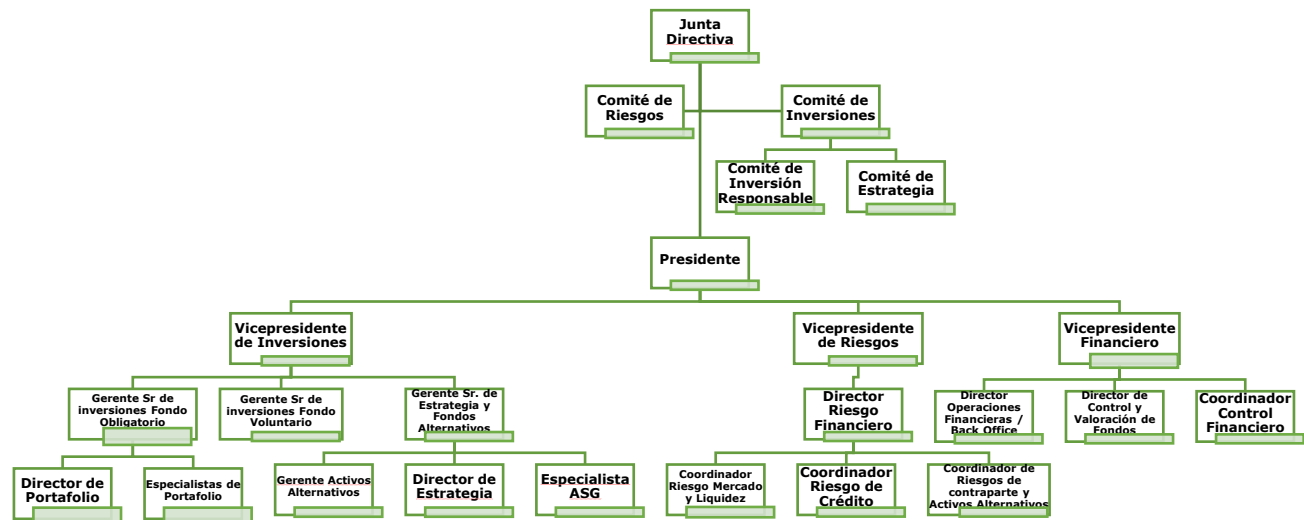 Junta
Directiva
Comité de
Riesgos
Comité de
Inversiones
Comité de
Inversión
Responsable
Comité de
Estrategia
Presidente
Vicepresidente
de Inversiones
Vicepresidente
de Riesgos
Vicepresidente
Financiero
Gerente Sr de
inversiones Fondo
Obligatorio
Gerente Sr de
inversiones Fondo
Voluntario
Gerente Sr. de
Estrategia y
Fondos
Alternativos
Director
Riesgo
Financiero
Director
Operaciones
Financieras /
Back Office
Director de
Control y
Valoración de
Fondos
Coordinador
Control
Financiero
Director de
Portafolio
Especialistas de
Portafolio
Gerente Activos
Alternativos
Director de
Estrategia
Especialista
ASG
Coordinador
Riesgo Mercado
y Liquidez
Coordinador
Riesgo de
Crédito
Coordinador de
Riesgos de
contraparte y
Activos Alternativos